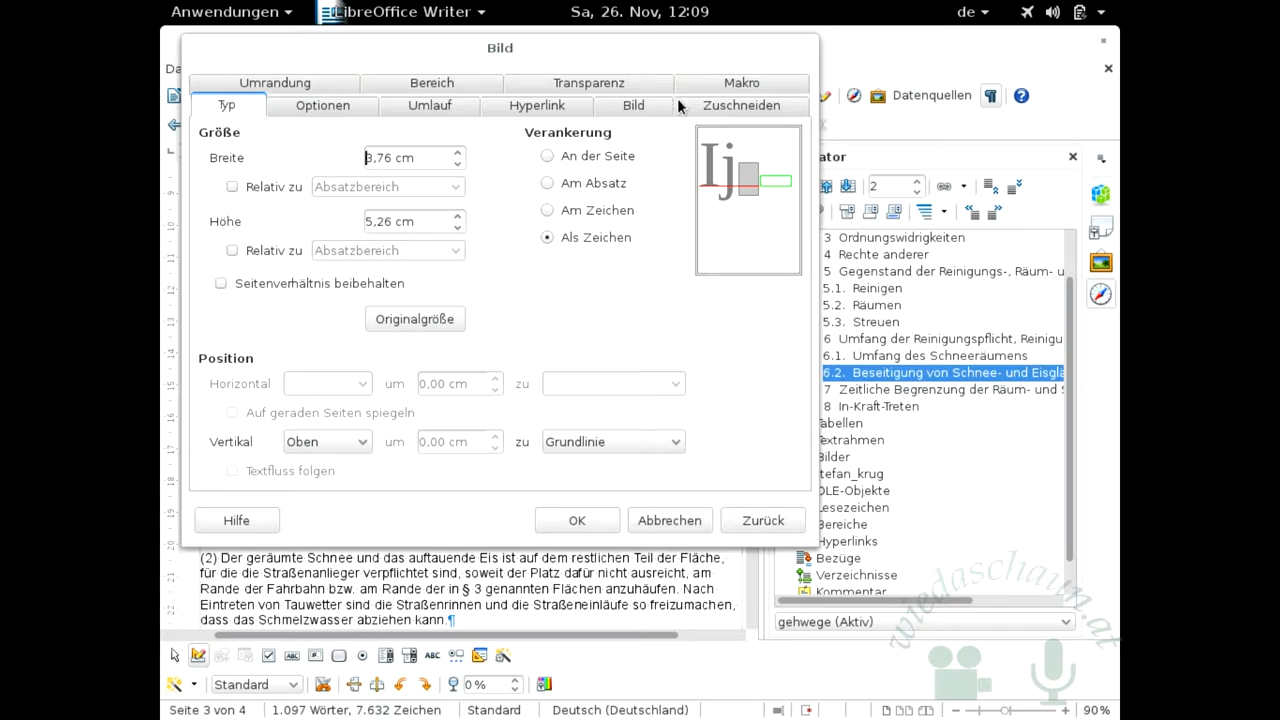 Anwendungen
LibreOffice Writer
Sa, 26. Nov, 12:09
de
Bild
Umrandung
Bereich
Transparenz
Makro
Typ
Optionen
Umlauf
Hyperlink
Bild
Zuschneiden
Datenquellen
Größe
Breite
3,76 cm
Relativ zu
Absatzbereich
Höhe
5,26 cm
Relativ zu
Absatzbereich
Seitenverhältnis beibehalten
Originalgröße
Verankerung
An der Seite
Am Absatz
Am Zeichen
Als Zeichen
Ij
Position
Horizontal
um
0,00 cm
zu
Auf geraden Seiten spiegeln
Vertikal
Oben
um
0,00 cm
zu
Grundlinie
Textfluss folgen
Hilfe
OK
Abbrechen
Zurück
ator
2
3 Ordnungswidrigkeiten
4 Rechte anderer
5 Gegenstand der Reinigungs-, Räum- u
5.1. Reinigen
5.2. Räumen
5.3. Streuen
6 Umfang der Reinigungspflicht, Reinigu
6.1. Umfang des Schneeräumens
6.2. Beseitigung von Schnee- und Eisglä
7 Zeitliche Begrenzung der Räum- und S
8 In-Kraft-Treten
abellen
extrahmen
ilder
tefan_krug
OLE-Objekte
esezeichen
ereiche
yperlinks
Bezüge
Verzeichnisse
Kommentar
gehwege (Aktiv)
(2) Der geräumte Schnee und das auftauende Eis ist auf dem restlichen Teil der Fläche,
für die die Straßenanlieger verpflichtet sind, soweit der Platz dafür nicht ausreicht, am
Rande der Fahrbahn bzw. am Rande der in § 3 genannten Flächen anzuhäufen. Nach
Eintreten von Tauwetter sind die Straßenrinnen und die Straßeneinläufe so freizumachen,
dass das Schmelzwasser abziehen kann.¶
wiedaschaun.at
Standard
0 %
Seite 3 von 4
1.097 Wörter, 7.632 Zeichen
Standard
Deutsch (Deutschland)
90%